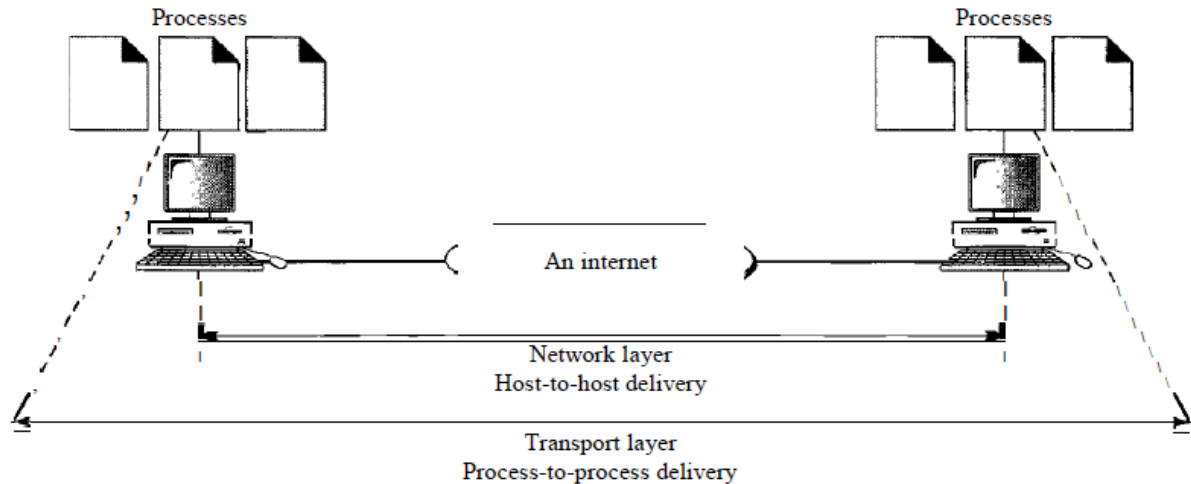 Processes
Processes
An internet
Network layer
Host-to-host delivery
Transport layer
Process-to-process delivery